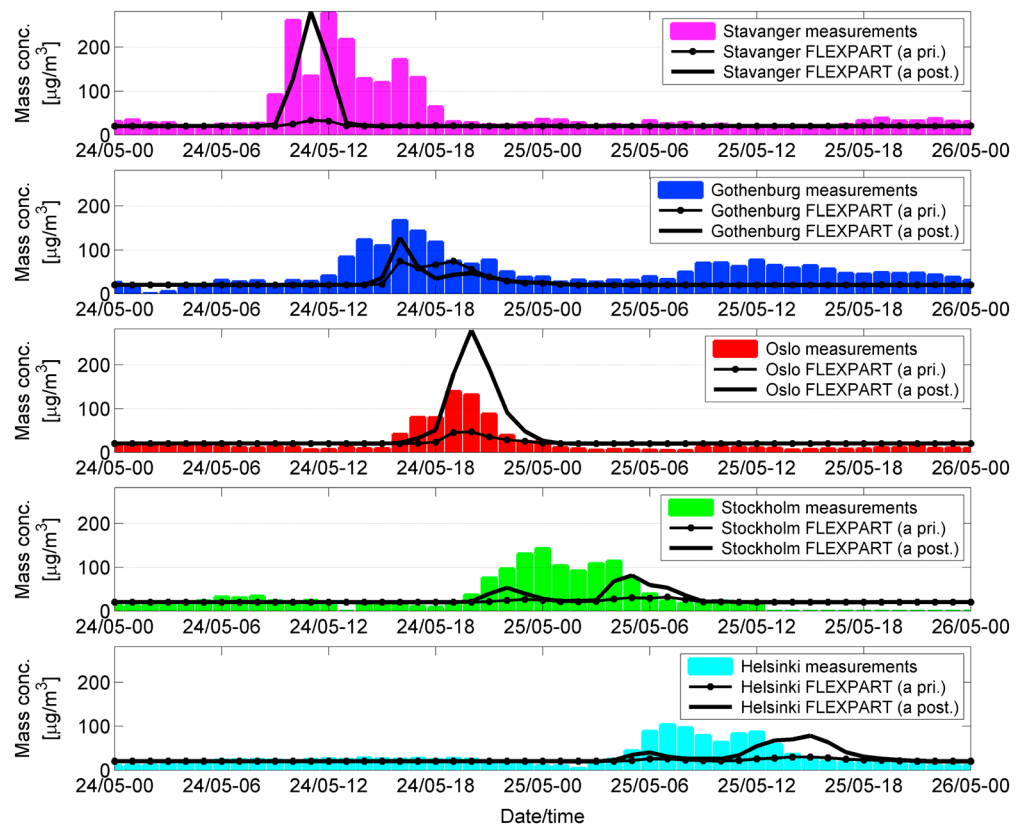 Mass conc.
[µg/m³]
200
100
0
Stavanger measurements
Stavanger FLEXPART (a pri.)
Stavanger FLEXPART (a post.)
24/05-00 24/05-06 24/05-12 24/05-18 25/05-00 25/05-06 25/05-12 25/05-18 26/05-00
Mass conc.
[µg/m³]
200
100
0
Gothenburg measurements
Gothenburg FLEXPART (a pri.)
Gothenburg FLEXPART (a post.)
24/05-00 24/05-06 24/05-12 24/05-18 25/05-00 25/05-06 25/05-12 25/05-18 26/05-00
Mass conc.
[µg/m³]
200
100
0
Oslo measurements
Oslo FLEXPART (a pri.)
Oslo FLEXPART (a post.)
24/05-00 24/05-06 24/05-12 24/05-18 25/05-00 25/05-06 25/05-12 25/05-18 26/05-00
Mass conc.
[µg/m³]
200
100
0
Stockholm measurements
Stockholm FLEXPART (a pri.)
Stockholm FLEXPART (a post.)
24/05-00 24/05-06 24/05-12 24/05-18 25/05-00 25/05-06 25/05-12 25/05-18 26/05-00
Mass conc.
[µg/m³]
200
100
0
Helsinki measurements
Helsinki FLEXPART (a pri.)
Helsinki FLEXPART (a post.)
24/05-00 24/05-06 24/05-12 24/05-18 25/05-00 25/05-06 25/05-12 25/05-18 26/05-00
Date/time